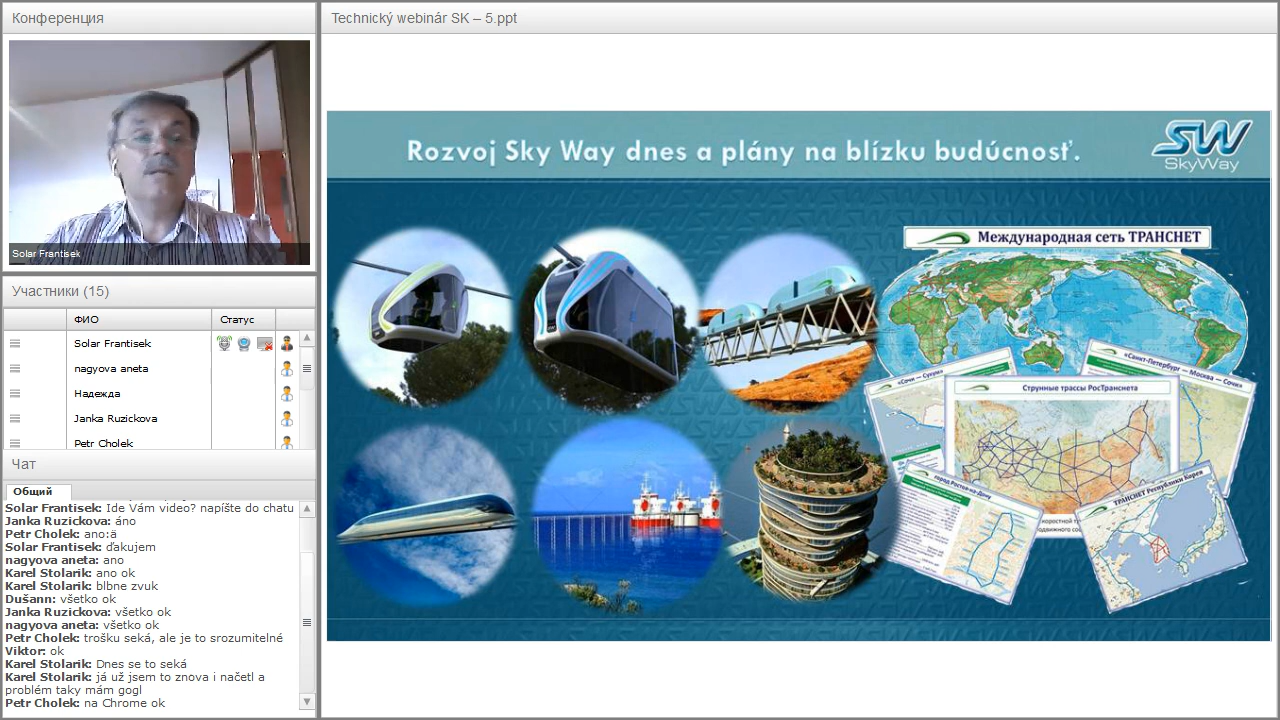 Конференция
Solar Frantisek
Участники (15)
ФИО
Статус
Solar Frantisek
nagyova aneta
Надежда
Janka Ruzickova
Petr Cholek
Чат
Общий
Solar Frantisek: Ide vám video? napíšte do chatu
Janka Ruzickova: áno
Petr Cholek: ano:ä
Solar Frantisek: ďakujem
nagyova aneta: ano
Karel Stolarik: ano ok
Karel Stolarik: blbne zvuk
Dušann: všetko ok
Janka Ruzickova: všetko ok
nagyova aneta: všetko ok
Petr Cholek: trošku seká, ale je to srozumitelné
Viktor: ok
Karel Stolarik: Dnes se to seká
Karel Stolarik: já už jsem to znova i načetl a
problém taky mám gogl
Petr Cholek: na Chrome ok
Technický webinár SK – 5.ppt
Rozvoj Sky Way dnes a plány na blízku budúcnosť.
SW
SkyWay
Международная сеть ТРАНСНЕТ
«Сочи — Сухум»
«Санкт-Петербург — Москва — Сочи»
Струнные трассы РосТранснета
город Ростов-на-Дону
ТРАНСНЕТ Республики Корея